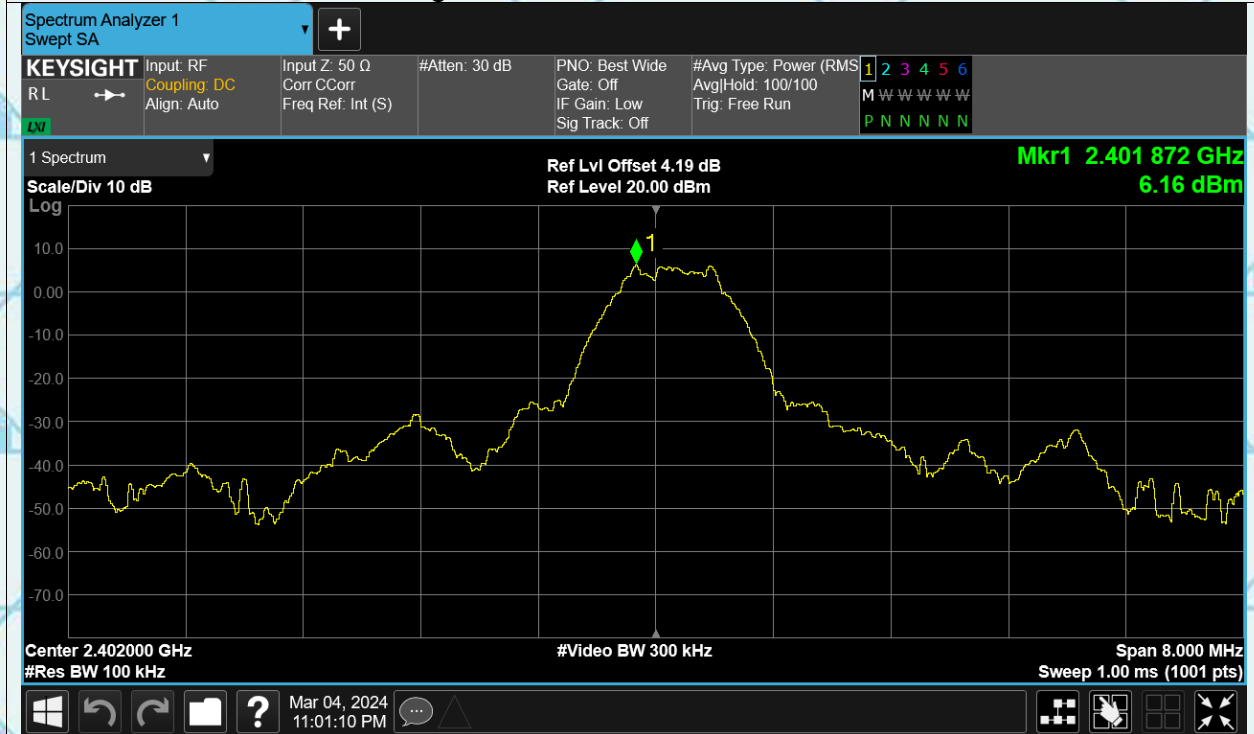 Spectrum Analyzer 1
Swept SA
+
KEYSIGHT
RL
LXI
Input: RF
Coupling: DC
Align: Auto
Input Z: 50 Ω
Corr CCorr
Freq Ref: Int (S)
#Atten: 30 dB
PNO: Best Wide
Gate: Off
IF Gain: Low
Sig Track: Off
#Avg Type: Power (RMS
Avg|Hold: 100/100
Trig: Free Run
1 2 3 4 5 6
M W W W W W
P N N N N N
1 Spectrum
Scale/Div 10 dB
Log
Ref Lvl Offset 4.19 dB
Ref Level 20.00 dBm
Mkr1 2.401 872 GHz
6.16 dBm
1
10.0
0.00
-10.0
-20.0
-30.0
-40.0
-50.0
-60.0
-70.0
Center 2.402000 GHz
#Res BW 100 kHz
#Video BW 300 kHz
Span 8.000 MHz
Sweep 1.00 ms (1001 pts)
?
Mar 04, 2024
11:01:10 PM